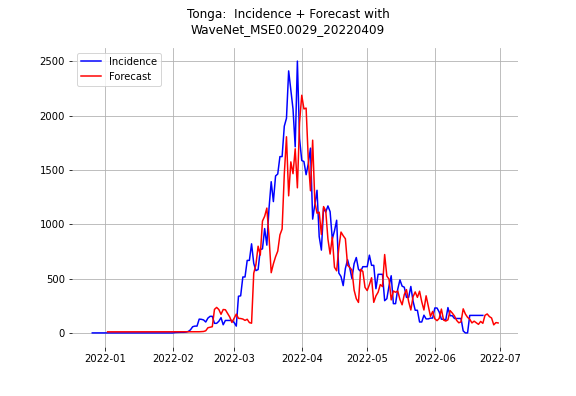 Tonga:  Incidence + Forecast with
WaveNet_MSE0.0029_20220409
Incidence
Forecast
2500
2000
1500
1000
500
0
2022-01 2022-02 2022-03 2022-04 2022-05 2022-06 2022-07